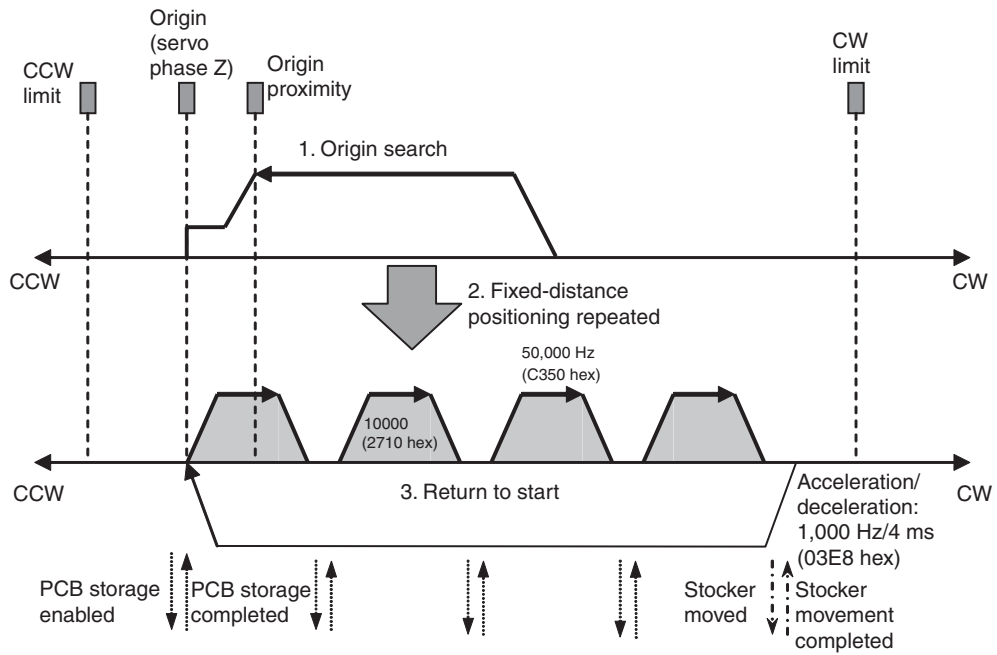 Origin
(servo
phase Z)
CCW
limit
Origin
proximity
CW
limit
1. Origin search
CCW
CW
2. Fixed-distance
positioning repeated
50,000 Hz
(C350 hex)
10000
(2710 hex)
CCW
3. Return to start
CW
Acceleration/
deceleration:
1,000 Hz/4 ms
(03E8 hex)
PCB storage
enabled
PCB storage
completed
Stocker
moved
Stocker
movement
completed